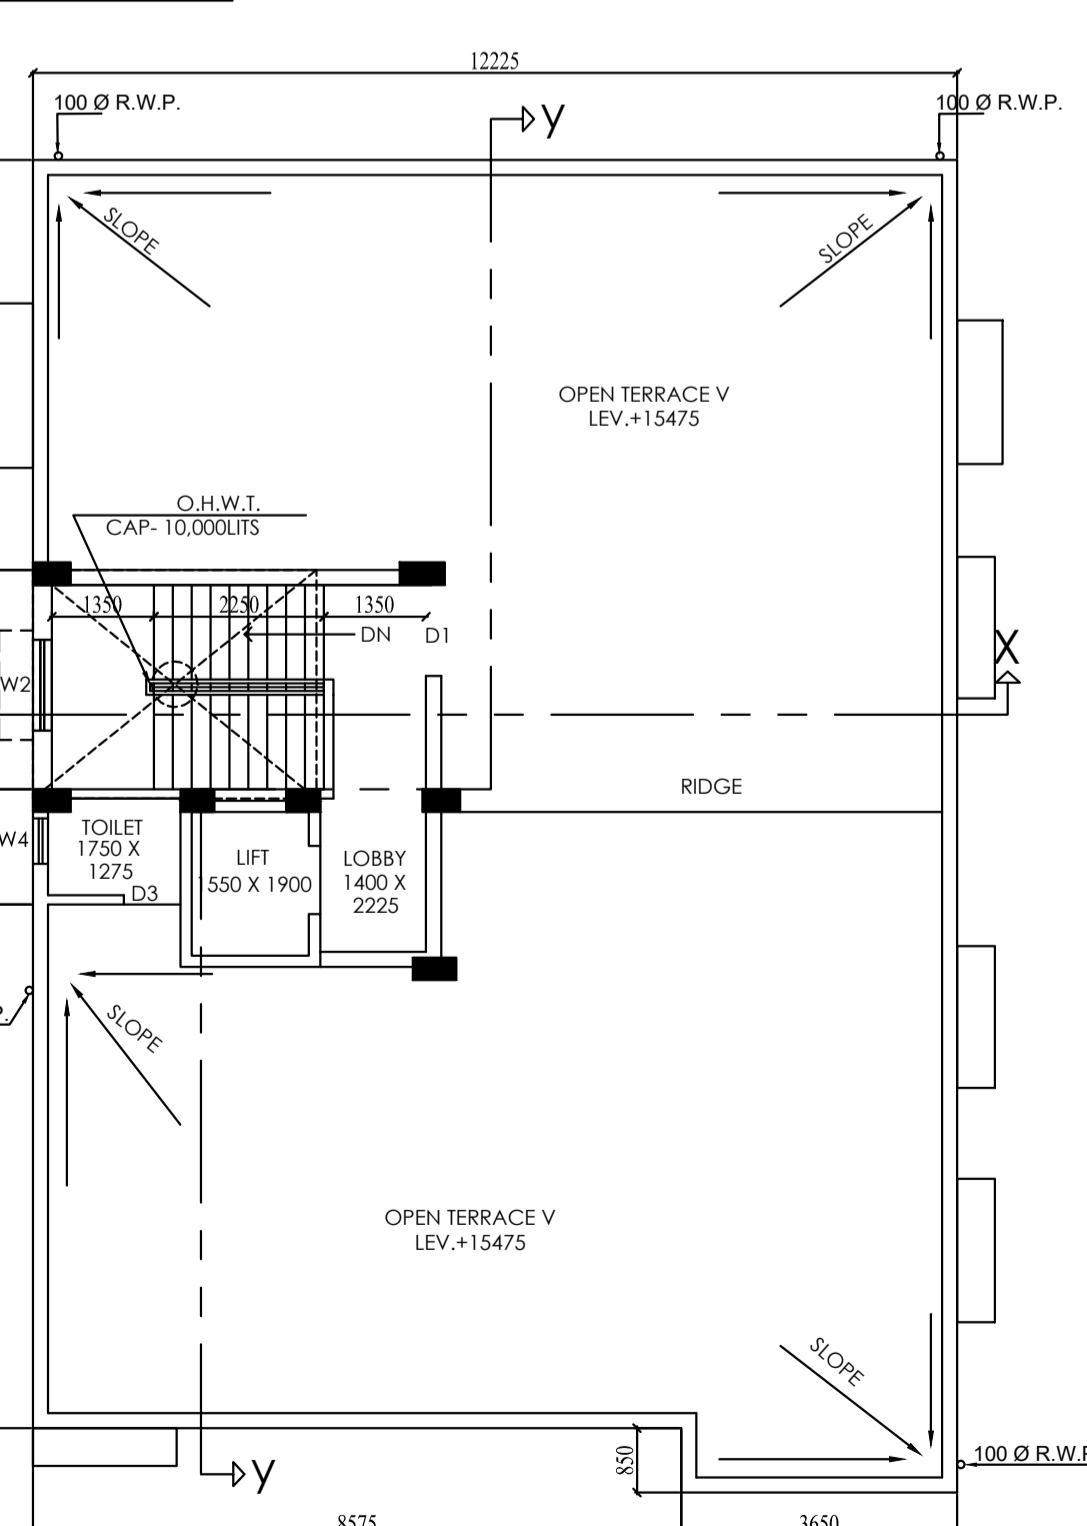 12225
100 Ø R.W.P.
100 Ø R.W.P.
y
SLOPE
SLOPE
OPEN TERRACE V
LEV.+15475
O.H.W.T.
CAP- 10,000LITS
1350
2250
1350
DN
D1
X
W2
RIDGE
TOILET
1750 X
1275
W4
LIFT
1550 X 1900
LOBBY
1400 X
2225
D3
SLOPE
OPEN TERRACE V
LEV.+15475
SLOPE
850
100 Ø R.W.P
y
8575
3650